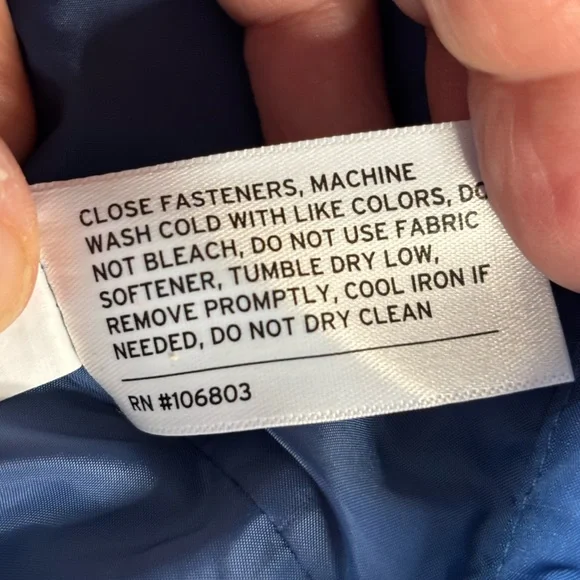 CLOSE FASTENERS, MACHINE
WASH COLD WITH LIKE COLORS, DO
NOT BLEACH, DO NOT USE FABRIC
SOFTENER, TUMBLE DRY LOW,
REMOVE PROMPTLY, COOL IRON IF
NEEDED, DO NOT DRY CLEAN
RN #106803